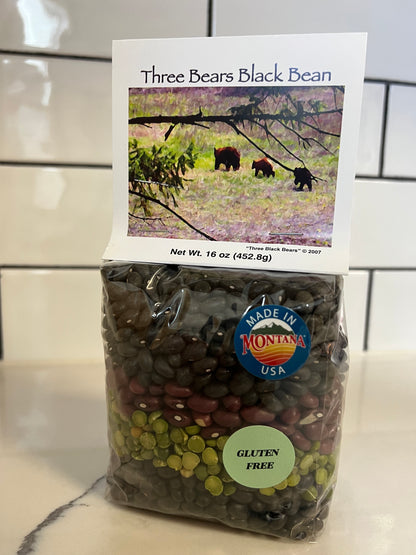 Three Bears Black Bean
"Three Black Bears" © 2007
Net Wt. 16 oz (452.8g)
MADE IN
MONTANA
USA
GLUTEN
FREE